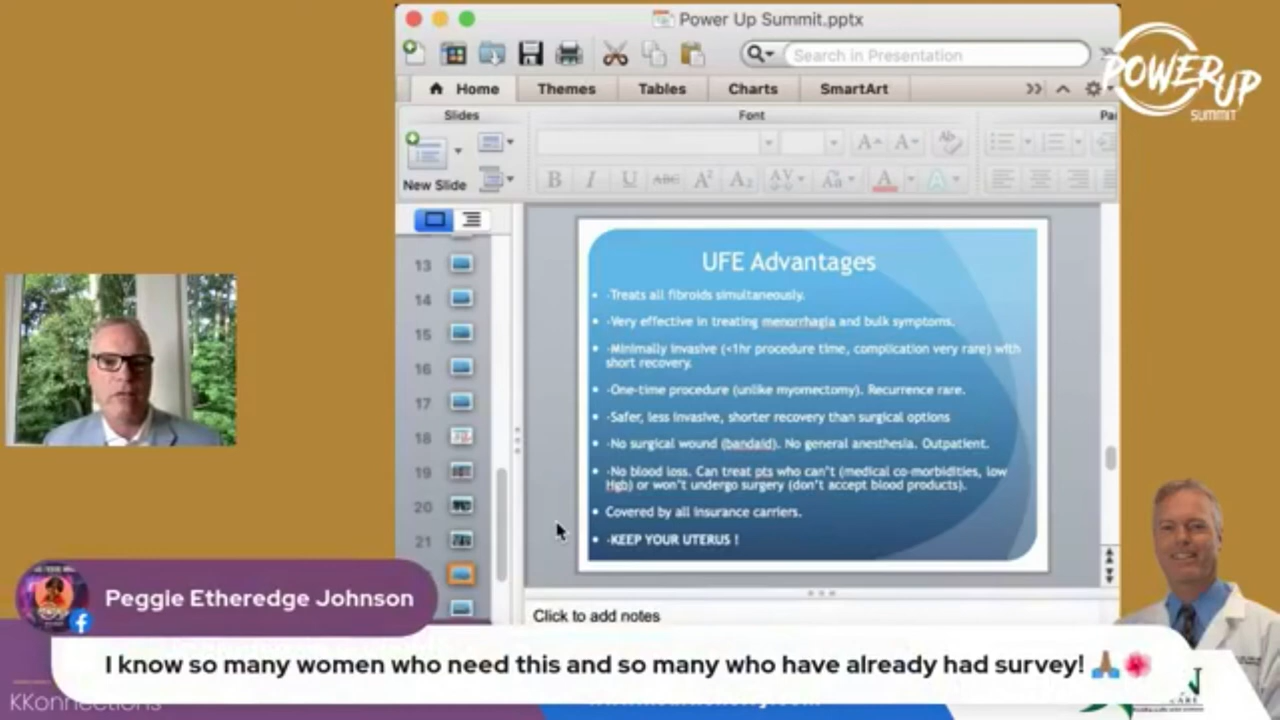 Power Up Summit.pptx
Search in Presentation
POWER UP
SUMMIT
Home
Themes
Tables
Charts
SmartArt
Slides
Font
Pa
New Slide
B I U ABC A² A₂
13
14
15
16
17
18
19
20
21
UFE Advantages
• -Treats all fibroids simultaneously.
• -Very effective in treating menorrhagia and bulk symptoms.
• -Minimally invasive (<1hr procedure time, complication very rare) with
short recovery.
• -One-time procedure (unlike myomectomy). Recurrence rare.
• -Safer, less invasive, shorter recovery than surgical options
• -No surgical wound (bandaid). No general anesthesia. Outpatient.
• -No blood loss. Can treat pts who can't (medical co-morbidities, low
Hgb) or won't undergo surgery (don't accept blood products).
• Covered by all insurance carriers.
• -KEEP YOUR UTERUS !
Click to add notes
Peggie Etheredge Johnson
I know so many women who need this and so many who have already had survey! 🙏🏽🌺
KKonnections
CARE